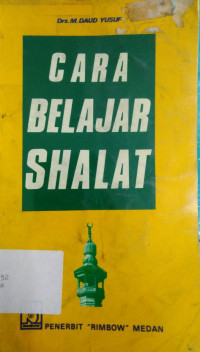 Drs. M. DAUD YUSUF
CARA
BELAJAR
SHALAT
PENERBIT "RIMBOW" MEDAN